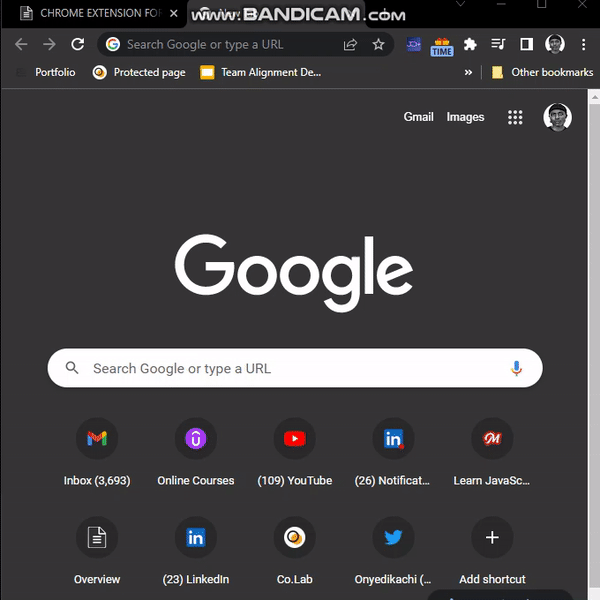 CHROME EXTENSION FOR
www.BANDICAM.com
Search Google or type a URL
TIME
Portfolio
Protected page
Team Alignment De...
»
Other bookmarks
Gmail
Images
Google
Search Google or type a URL
Inbox (3,693)
Online Courses
(109) YouTube
(26) Notificat...
Learn JavaSc...
Overview
(23) LinkedIn
Co.Lab
Onyedikachi (...
Add shortcut